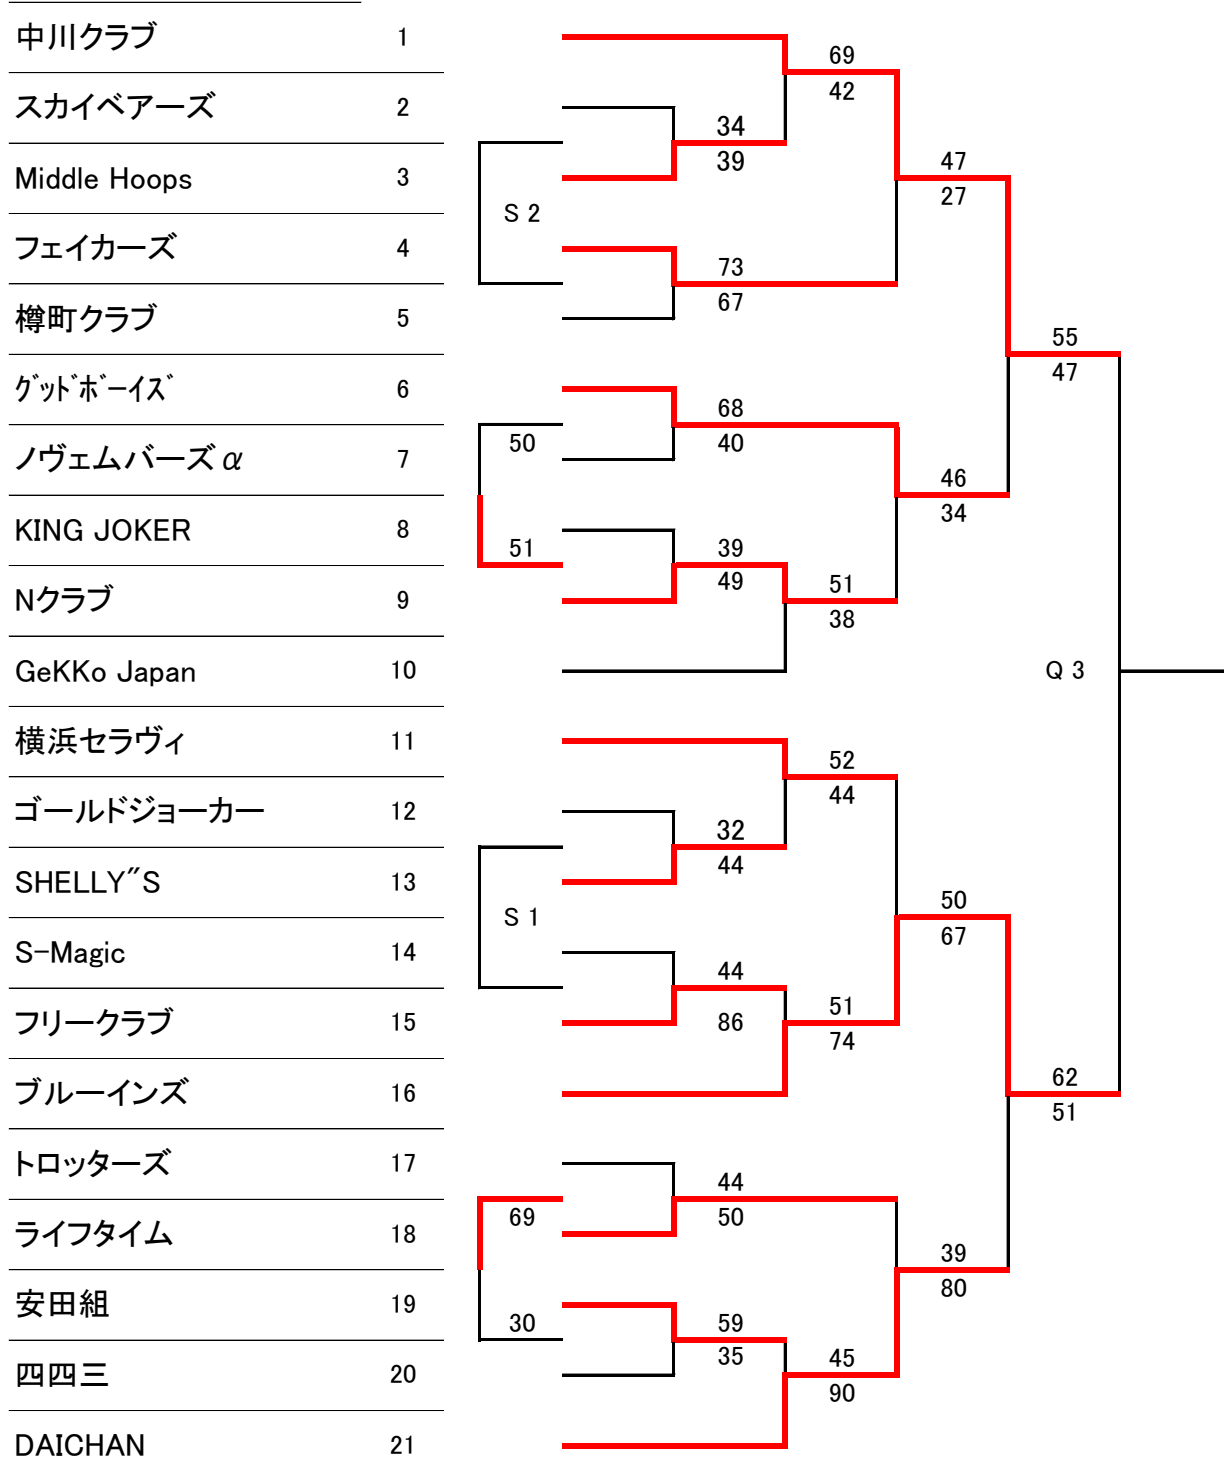 中川クラブ 1
69
42
スカイベアーズ 2
34
39
Middle Hoops 3
47
27
S 2
フェイカーズ 4
73
67
樽町クラブ 5
55
47
ｸﾞｯﾄﾞﾎﾞｰｲｽﾞ 6
68
50 40
ノヴェムバーズα 7
46
34
KING JOKER 8
51 39
49 51
Nクラブ 9
38
GeKKo Japan 10
Q 3
横浜セラヴィ 11
52
44
ゴールドジョーカー 12
32
44
SHELLY"S 13
50
S 1
67
S-Magic 14
44
51
フリークラブ 15
86
74
ブルーインズ 16
62
51
トロッターズ 17
44
69 50
ライフタイム 18
39
80
安田組 19
30 59
35 45
四四三 20
90
DAICHAN 21